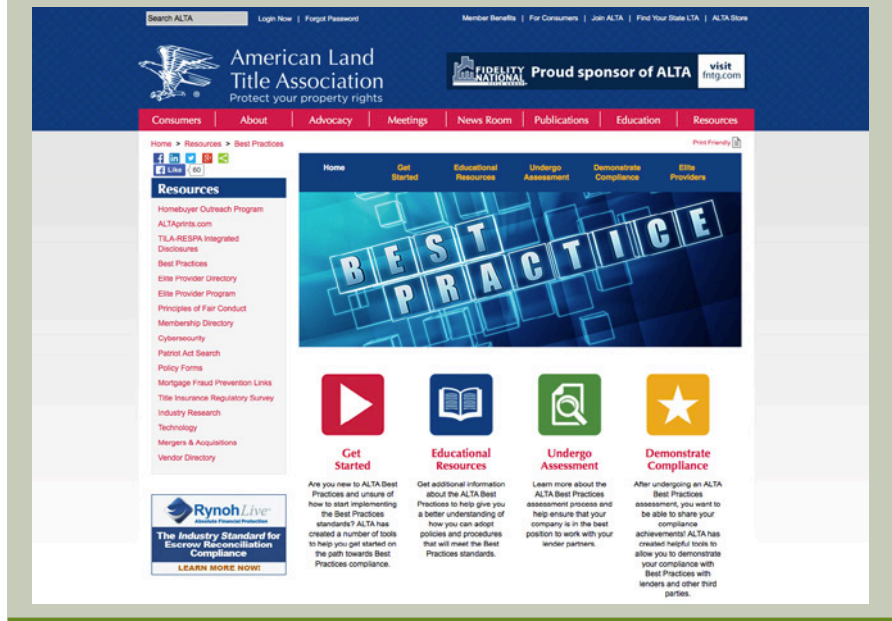 Search ALTA
Login Now | Forgot Password
Member Benefits | For Consumers | Join ALTA | Find Your State LTA | ALTA Store
American Land
Title Association
Protect your property rights
FIDELITY
NATIONAL
TITLE GROUP
Proud sponsor of ALTA
visit
fntg.com
Consumers | About | Advocacy | Meetings | News Room | Publications | Education | Resources
Home > Resources > Best Practices
Print Friendly
Like 60
Resources
Homebuyer Outreach Program
ALTAprints.com
TILA-RESPA Integrated
Disclosures
Best Practices
Elite Provider Directory
Elite Provider Program
Principles of Fair Conduct
Membership Directory
Cybersecurity
Patriot Act Search
Policy Forms
Mortgage Fraud Prevention Links
Title Insurance Regulatory Survey
Industry Research
Technology
Mergers & Acquisitions
Vendor Directory
RynohLive
Absolute Financial Protection
The Industry Standard for
Escrow Reconciliation
Compliance
LEARN MORE NOW!
Home
Get
Started
Educational
Resources
Undergo
Assessment
Demonstrate
Compliance
Elite
Providers
BEST
PRACTICE
Get
Started
Are you new to ALTA Best
Practices and unsure of
how to start implementing
the Best Practices
standards? ALTA has
created a number of tools
to help you get started on
the path towards Best
Practices compliance.
Educational
Resources
Get additional information
about the ALTA Best
Practices to help give you
a better understanding of
how you can adopt
policies and procedures
that will meet the Best
Practices standards.
Undergo
Assessment
Learn more about the
ALTA Best Practices
assessment process and
help ensure that your
company is in the best
position to work with your
lender partners.
Demonstrate
Compliance
After undergoing an ALTA
Best Practices
assessment, you want to
be able to share your
compliance
achievements! ALTA has
created helpful tools to
allow you to demonstrate
your compliance with
Best Practices with
lenders and other third
parties.